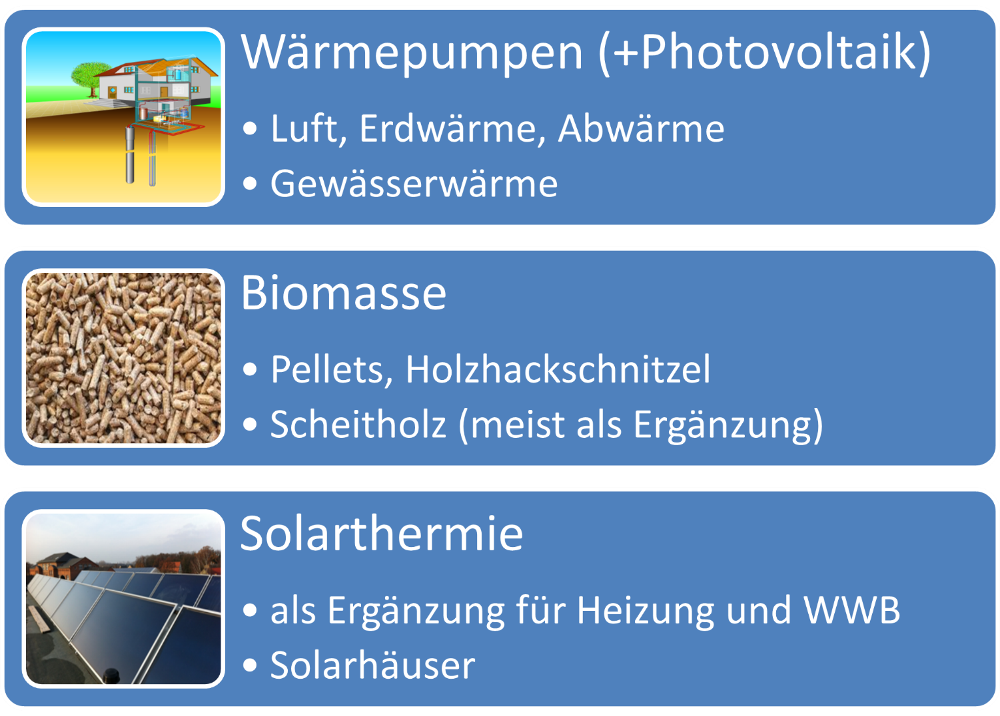 Wärmepumpen (+Photovoltaik)
• Luft, Erdwärme, Abwärme
• Gewässerwärme
Biomasse
• Pellets, Holzhackschnitzel
• Scheitholz (meist als Ergänzung)
Solarthermie
• als Ergänzung für Heizung und WWB
• Solarhäuser